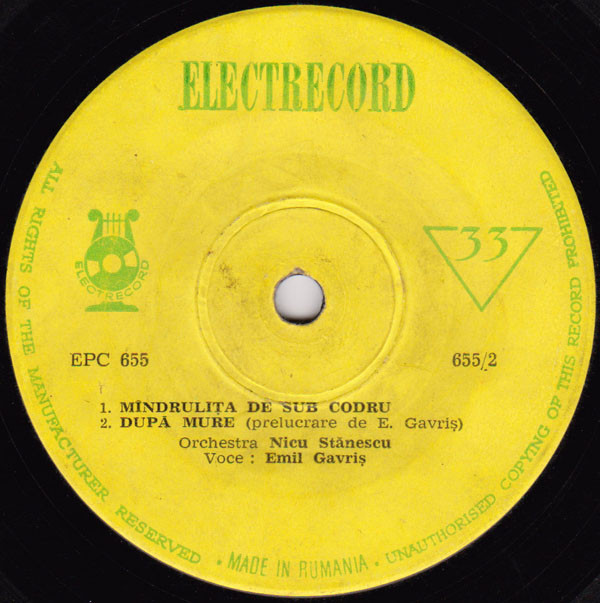 ELECTRECORD
ELECTRECORD
33
EPC 655
655/2
1. MÎNDRULIȚA DE SUB CODRU
2. DUPĂ MURE (prelucrare de E. Gavriș)
Orchestra Nicu Stănescu
Voce : Emil Gavriș
ALL RIGHTS OF THE MANUFACTURER RESERVED • MADE IN RUMANIA • UNAUTHORISED COPYING OF THIS RECORD PROHIBITED